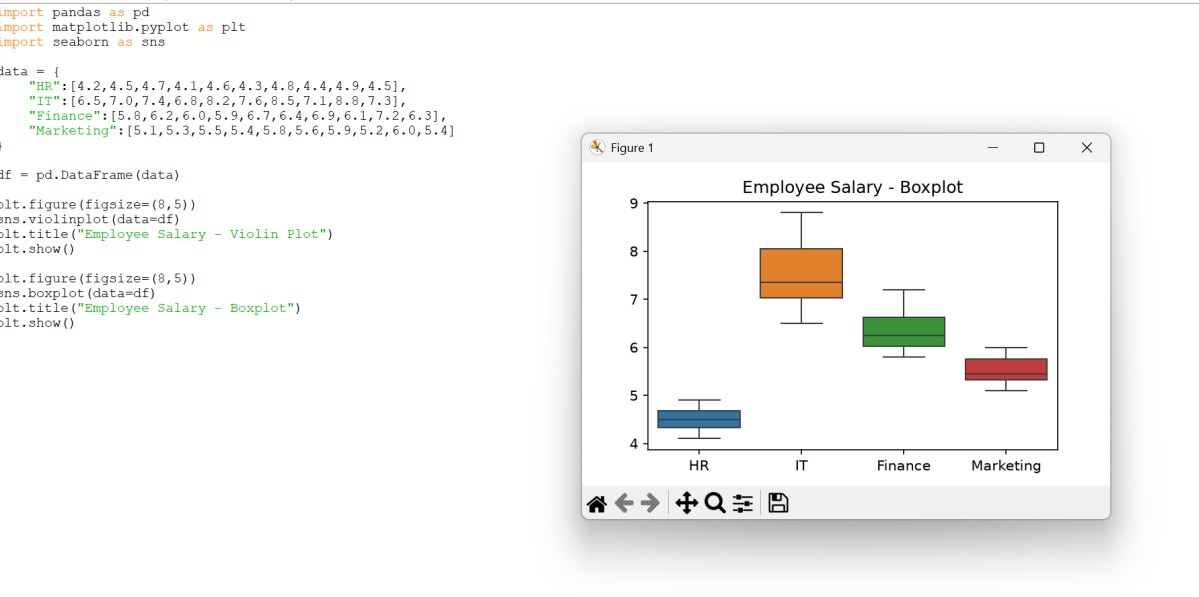 import pandas as pd
import matplotlib.pyplot as plt
import seaborn as sns
data = {
"HR":[4.2,4.5,4.7,4.1,4.6,4.3,4.8,4.4,4.9,4.5],
"IT":[6.5,7.0,7.4,6.8,8.2,7.6,8.5,7.1,8.8,7.3],
"Finance":[5.8,6.2,6.0,5.9,6.7,6.4,6.9,6.1,7.2,6.3],
"Marketing":[5.1,5.3,5.5,5.4,5.8,5.6,5.9,5.2,6.0,5.4]
}
df = pd.DataFrame(data)
plt.figure(figsize=(8,5))
sns.violinplot(data=df)
plt.title("Employee Salary - Violin Plot")
plt.show()
plt.figure(figsize=(8,5))
sns.boxplot(data=df)
plt.title("Employee Salary - Boxplot")
plt.show()
Figure 1
Employee Salary - Boxplot
9
8
7
6
5
4
HR IT Finance Marketing